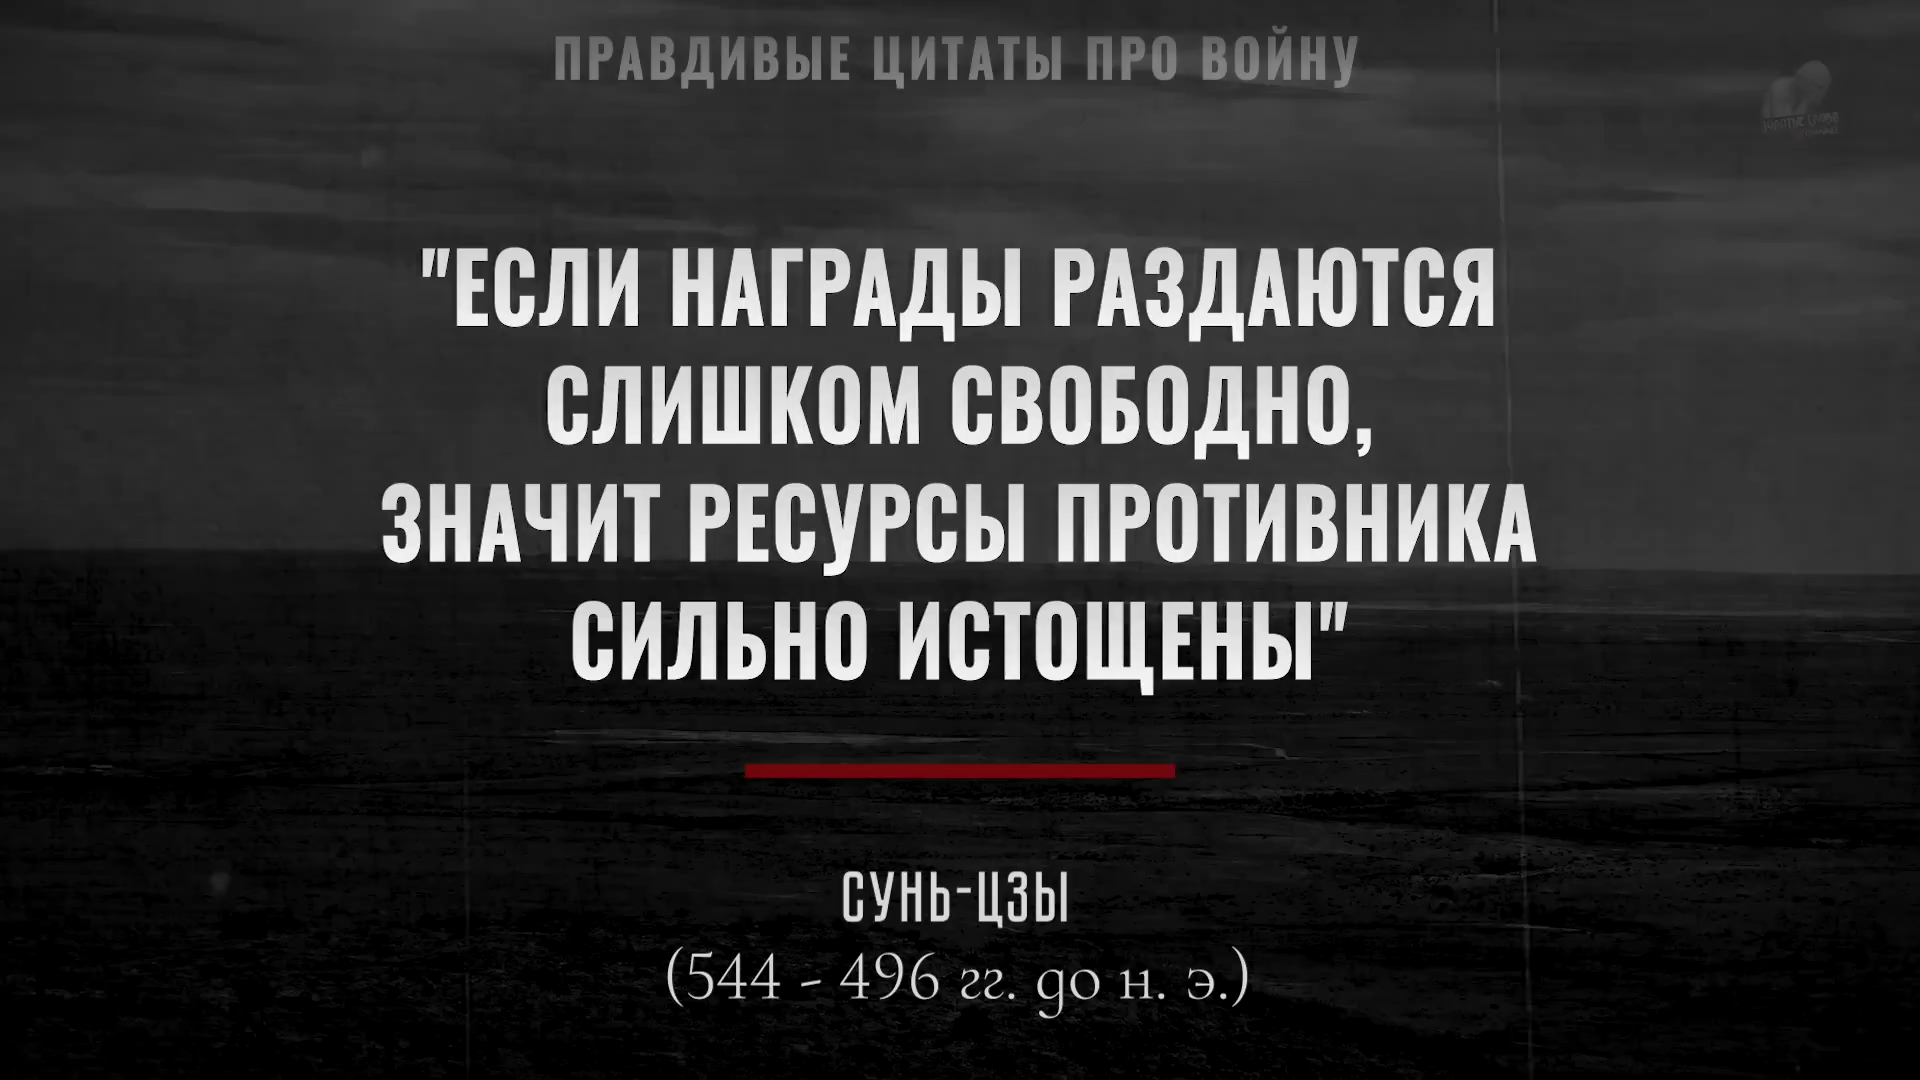 ПРАВДИВЫЕ ЦИТАТЫ ПРО ВОЙНУ
"ЕСЛИ НАГРАДЫ РАЗДАЮТСЯ
СЛИШКОМ СВОБОДНО,
ЗНАЧИТ РЕСУРСЫ ПРОТИВНИКА
СИЛЬНО ИСТОЩЕНЫ"
СУНЬ-ЦЗЫ
(544 - 496 гг. до н. э.)